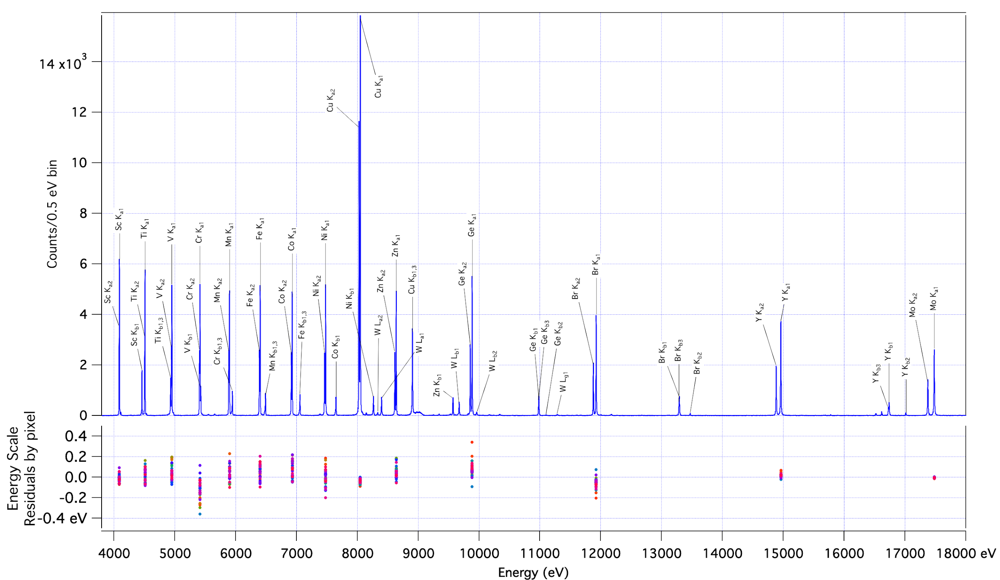 14 x10³
12
10
8
6
4
2
0
Counts/0.5 eV bin
Sc Ka2
Sc Ka1
Sc Kb1
Ti Ka2
Ti Ka1
Ti Kb1,3
V Ka2
V Ka1
V Kb1
Cr Ka2
Cr Ka1
Cr Kb1,3
Mn Ka2
Mn Ka1
Fe Ka2
Fe Ka1
Mn Kb1,3
Co Ka2
Co Ka1
Fe Kb1,3
Ni Ka2
Ni Ka1
Co Kb1
Cu Ka2
Cu Ka1
Ni Kb1
W La2
Zn Ka2
Zn Ka1
Cu Kb1,3
W La1
Zn Kb1
W Lb1
Ge Ka2
Ge Ka1
W Lb2
Ge Kb1
Ge Kb3
Ge Kb2
W Lg1
Br Ka2
Br Ka1
Br Kb1
Br Kb3
Br Kb2
Y Ka2
Y Ka1
Y Kb3
Y Kb1
Y Kb2
Mo Ka2
Mo Ka1
Energy Scale
Residuals by pixel
0.4
0.2
0.0
-0.2
-0.4 eV
4000 5000 6000 7000 8000 9000 10000 11000 12000 13000 14000 15000 16000 17000 18000 eV
Energy (eV)